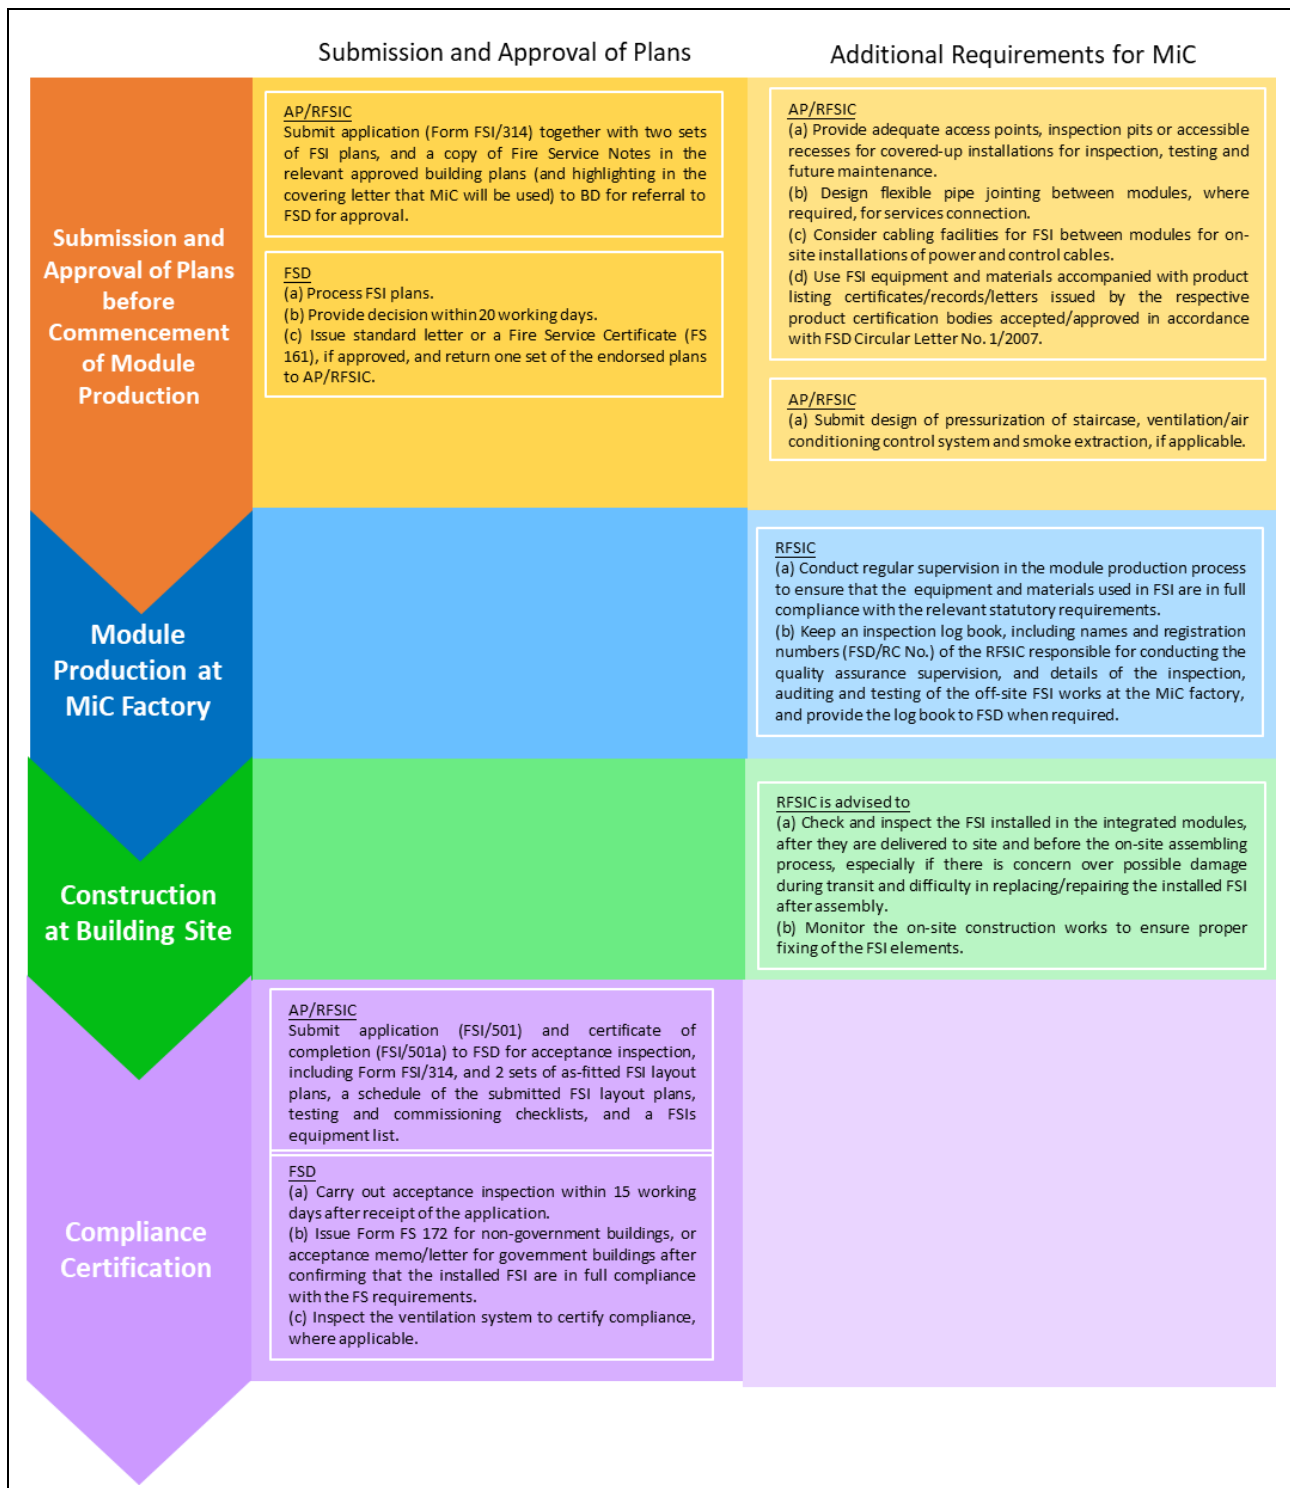 Submission and Approval of Plans
Additional Requirements for MiC
Submission and
Approval of Plans
before
Commencement
of Module
Production
AP/RFSIC
Submit application (Form FSI/314) together with two sets
of FSI plans, and a copy of Fire Service Notes in the
relevant approved building plans (and highlighting in the
covering letter that MiC will be used) to BD for referral to
FSD for approval.
FSD
(a) Process FSI plans.
(b) Provide decision within 20 working days.
(c) Issue standard letter or a Fire Service Certificate (FS
161), if approved, and return one set of the endorsed plans
to AP/RFSIC.
AP/RFSIC
(a) Provide adequate access points, inspection pits or accessible
recesses for covered-up installations for inspection, testing and
future maintenance.
(b) Design flexible pipe jointing between modules, where
required, for services connection.
(c) Consider cabling facilities for FSI between modules for on-
site installations of power and control cables.
(d) Use FSI equipment and materials accompanied with product
listing certificates/records/letters issued by the respective
product certification bodies accepted/approved in accordance
with FSD Circular Letter No. 1/2007.
AP/RFSIC
(a) Submit design of pressurization of staircase, ventilation/air
conditioning control system and smoke extraction, if applicable.
Module
Production at
MiC Factory
RFSIC
(a) Conduct regular supervision in the module production process
to ensure that the equipment and materials used in FSI are in full
compliance with the relevant statutory requirements.
(b) Keep an inspection log book, including names and registration
numbers (FSD/RC No.) of the RFSIC responsible for conducting the
quality assurance supervision, and details of the inspection,
auditing and testing of the off-site FSI works at the MiC factory,
and provide the log book to FSD when required.
Construction
at Building Site
RFSIC is advised to
(a) Check and inspect the FSI installed in the integrated modules,
after they are delivered to site and before the on-site assembling
process, especially if there is concern over possible damage
during transit and difficulty in replacing/repairing the installed FSI
after assembly.
(b) Monitor the on-site construction works to ensure proper
fixing of the FSI elements.
Compliance
Certification
AP/RFSIC
Submit application (FSI/501) and certificate of
completion (FSI/501a) to FSD for acceptance inspection,
including Form FSI/314, and 2 sets of as-fitted FSI layout
plans, a schedule of the submitted FSI layout plans,
testing and commissioning checklists, and a FSIs
equipment list.
FSD
(a) Carry out acceptance inspection within 15 working
days after receipt of the application.
(b) Issue Form FS 172 for non-government buildings, or
acceptance memo/letter for government buildings after
confirming that the installed FSI are in full compliance
with the FS requirements.
(c) Inspect the ventilation system to certify compliance,
where applicable.